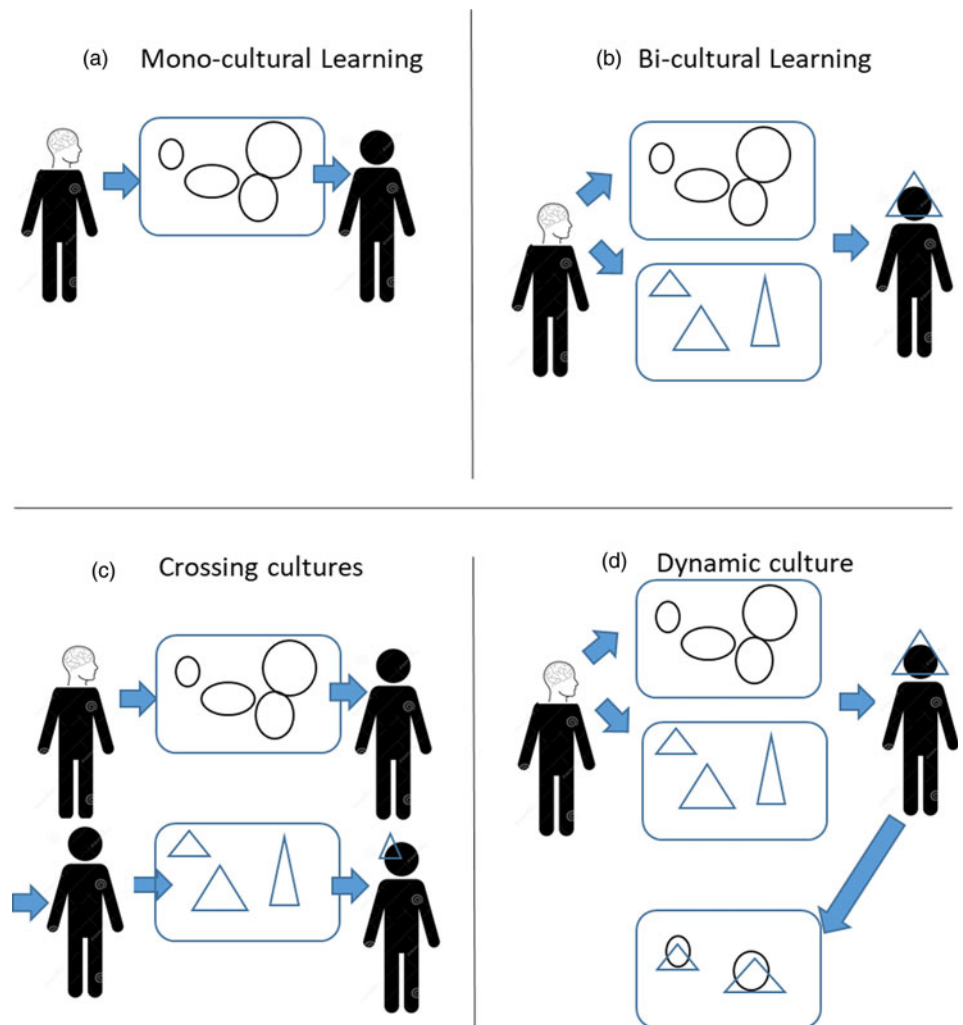 (a) Mono-cultural Learning
(b) Bi-cultural Learning
(c) Crossing cultures
(d) Dynamic culture